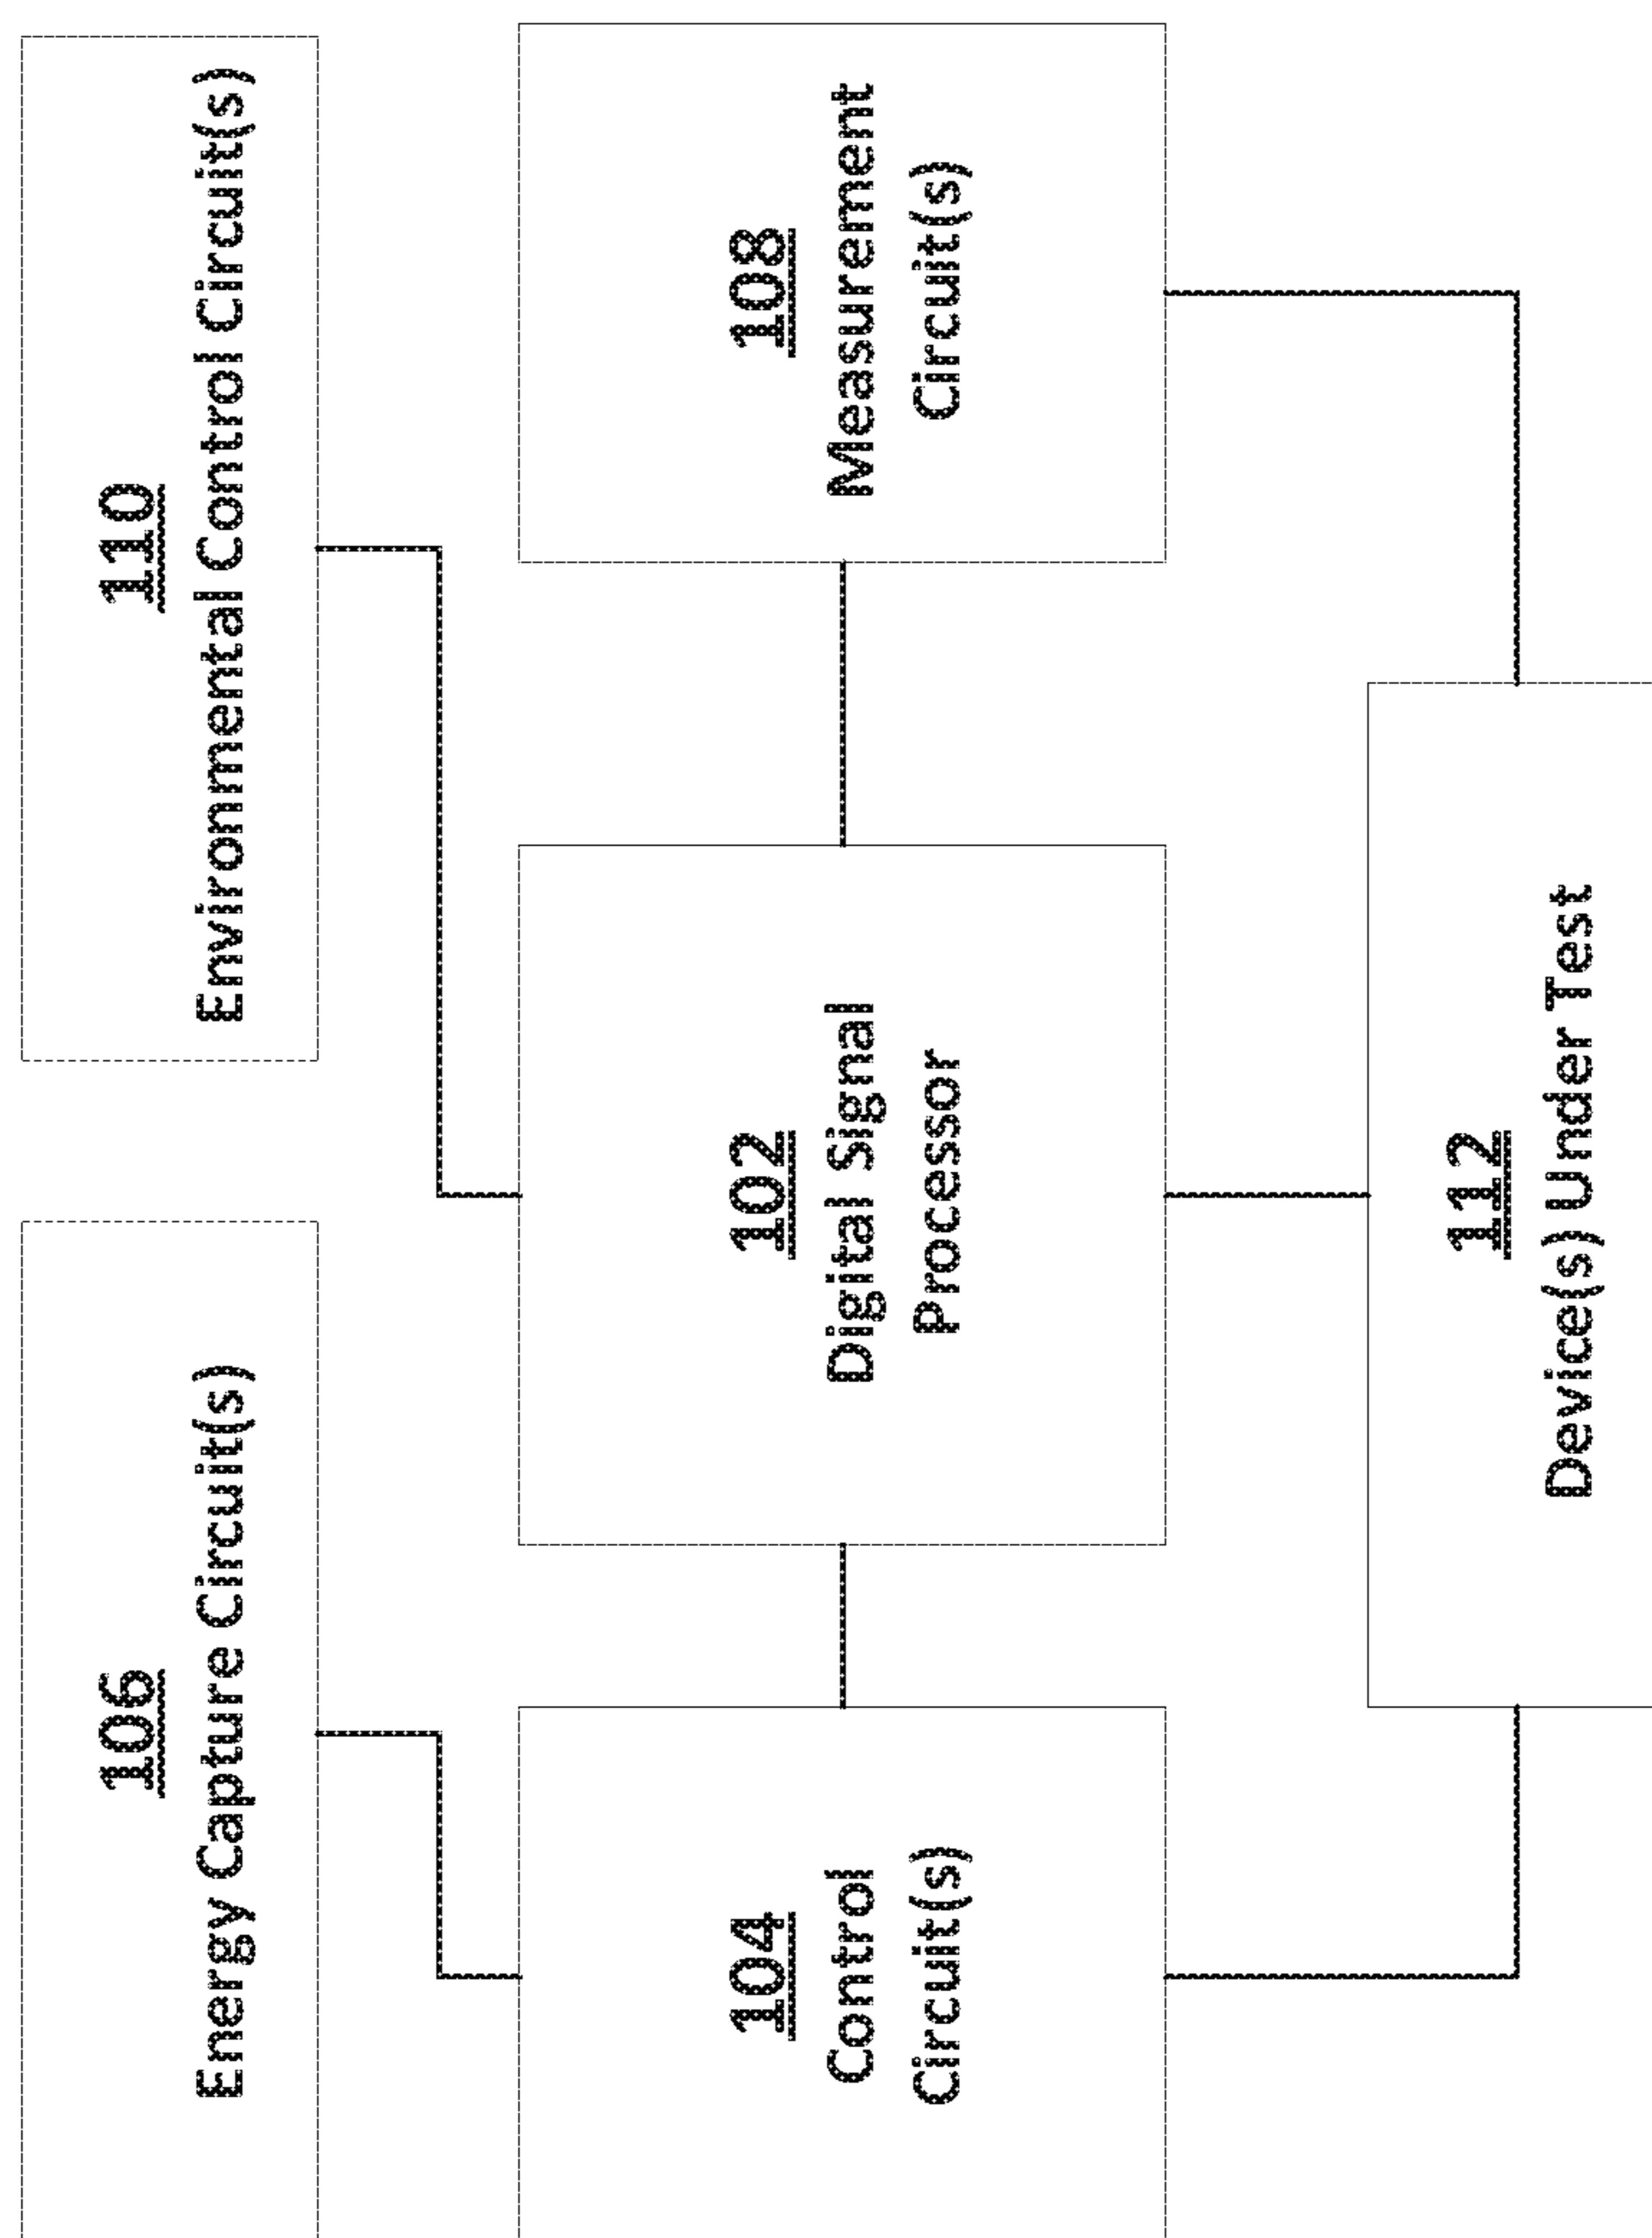 106
Energy Capture Circuit(s)
110
Environmental Control Circuit(s)
104
Control
Circuit(s)
102
Digital Signal
Processor
108
Measurement
Circuit(s)
112
Device(s) Under Test